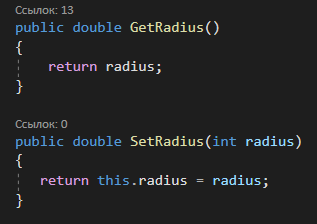 Ссылок: 13
public double GetRadius()
{
return radius;
}
Ссылок: 0
public double SetRadius(int radius)
{
return this.radius = radius;
}